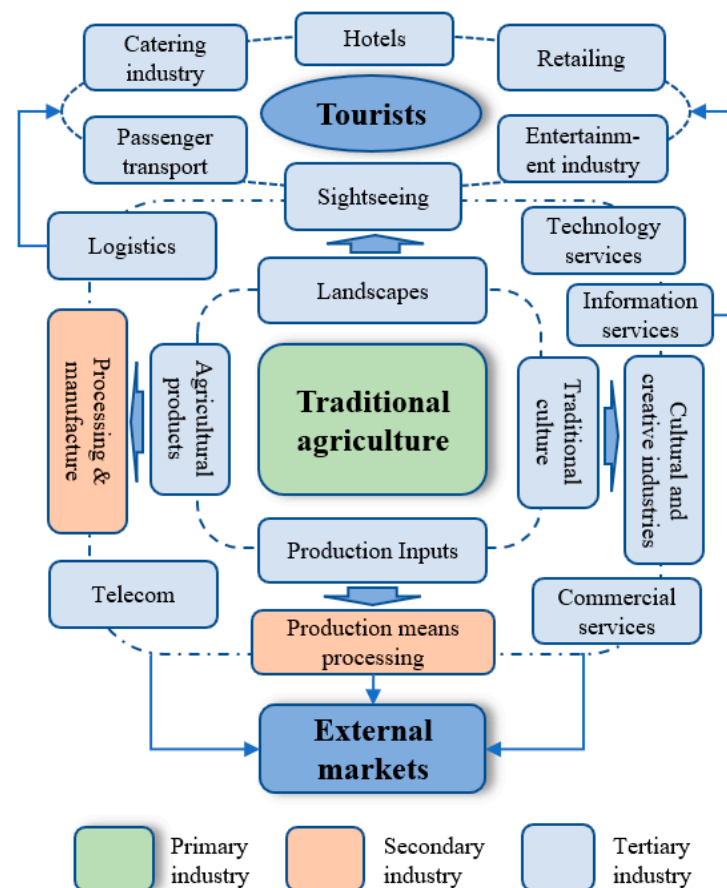 Catering
industry
Hotels
Retailing
Tourists
Passenger
transport
Entertainm-
ent industry
Sightseeing
Logistics
Technology
services
Landscapes
Information
services
Processing &
manufacture
Agricultural
products
Traditional
agriculture
Traditional
culture
Cultural and
creative industries
Production Inputs
Telecom
Commercial
services
Production means
processing
External
markets
Primary
industry
Secondary
industry
Tertiary
industry